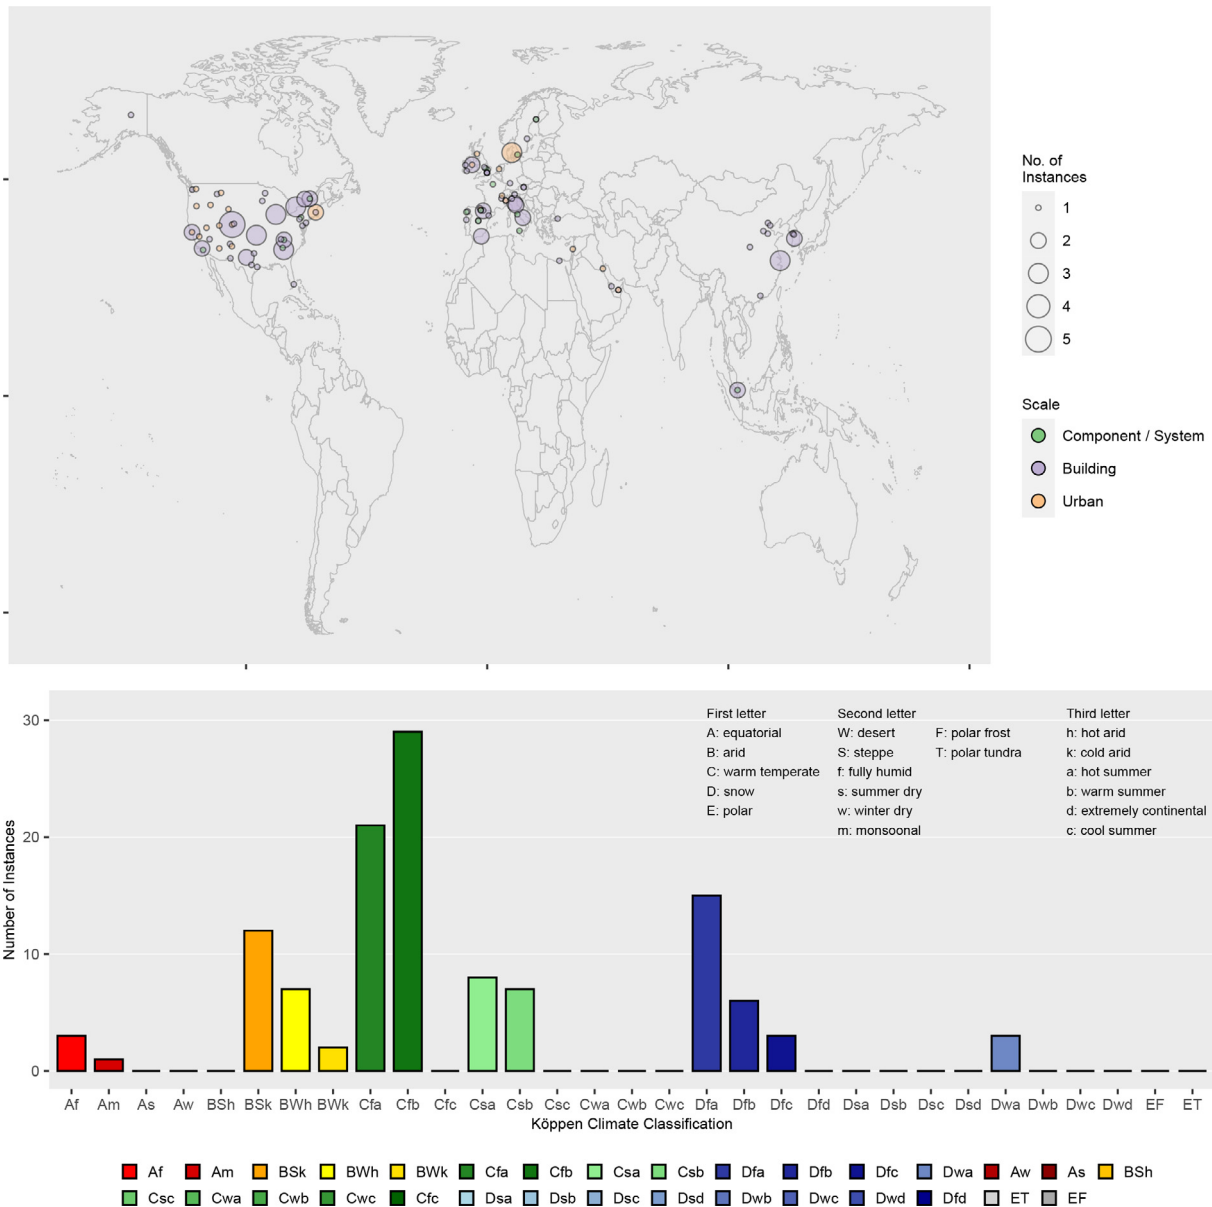 No. of
Instances
1
2
3
4
5
Scale
Component / System
Building
Urban
30
20
10
0
Number of Instances
First letter
A: equatorial
B: arid
C: warm temperate
D: snow
E: polar
Second letter
W: desert
S: steppe
f: fully humid
s: summer dry
w: winter dry
m: monsoonal
F: polar frost
T: polar tundra
Third letter
h: hot arid
k: cold arid
a: hot summer
b: warm summer
d: extremely continental
c: cool summer
Af Am As Aw BSh BSk BWh BWk Cfa Cfb Cfc Csa Csb Csc Cwa Cwb Cwc Dfa Dfb Dfc Dfd Dsa Dsb Dsc Dsd Dwa Dwb Dwc Dwd EF ET
Köppen Climate Classification
Af Am BSk BWh BWk Cfa Cfb Csa Csb Dfa Dfb Dfc Dwa Aw As BSh
Csc Cwa Cwb Cwc Cfc Dsa Dsb Dsc Dsd Dwb Dwc Dwd Dfd ET EF